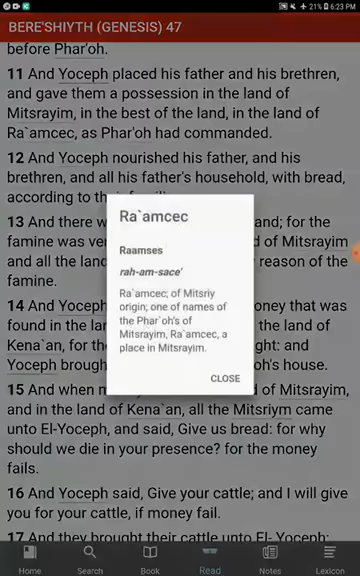 21% 6:23 PM
BERE'SHIYTH (GENESIS) 47
before Phar'oh.
11 And Yoceph placed his father and his brethren,
and gave them a possession in the land of
Mitsrayim, in the best of the land, in the land of
Ra`amcec, as Phar'oh had commanded.
12 And Yoceph nourished his father, and his
brethren, and all his father's household, with bread,
according to
13 And there and; for the
famine was d of Mitsrayim
and all the reason of the
famine.
14 And Yoceph oney that was
found in the the land of
Kena`an, for ght: and
Yoceph oh's house.
15 And when d of Mitsrayim,
and in the land of Kena`an, all the Mitsriym came
unto El-Yoceph, and said, Give us bread: for why
should we die in your presence? for the money
fails.
16 And Yoceph said, Give your cattle; and I will give
you for your cattle, if money fail.
17 And they brought their cattle unto El- Yoceph:
Ra`amcec
Raamses
rah-am-sace'
Ra`amcec; of Mitsriy
origin; one of names of
the Phar`oh's of
Mitsrayim, Ra`amcec, a
place in Mitsrayim.
CLOSE
Home Search Book Read Notes Lexicon